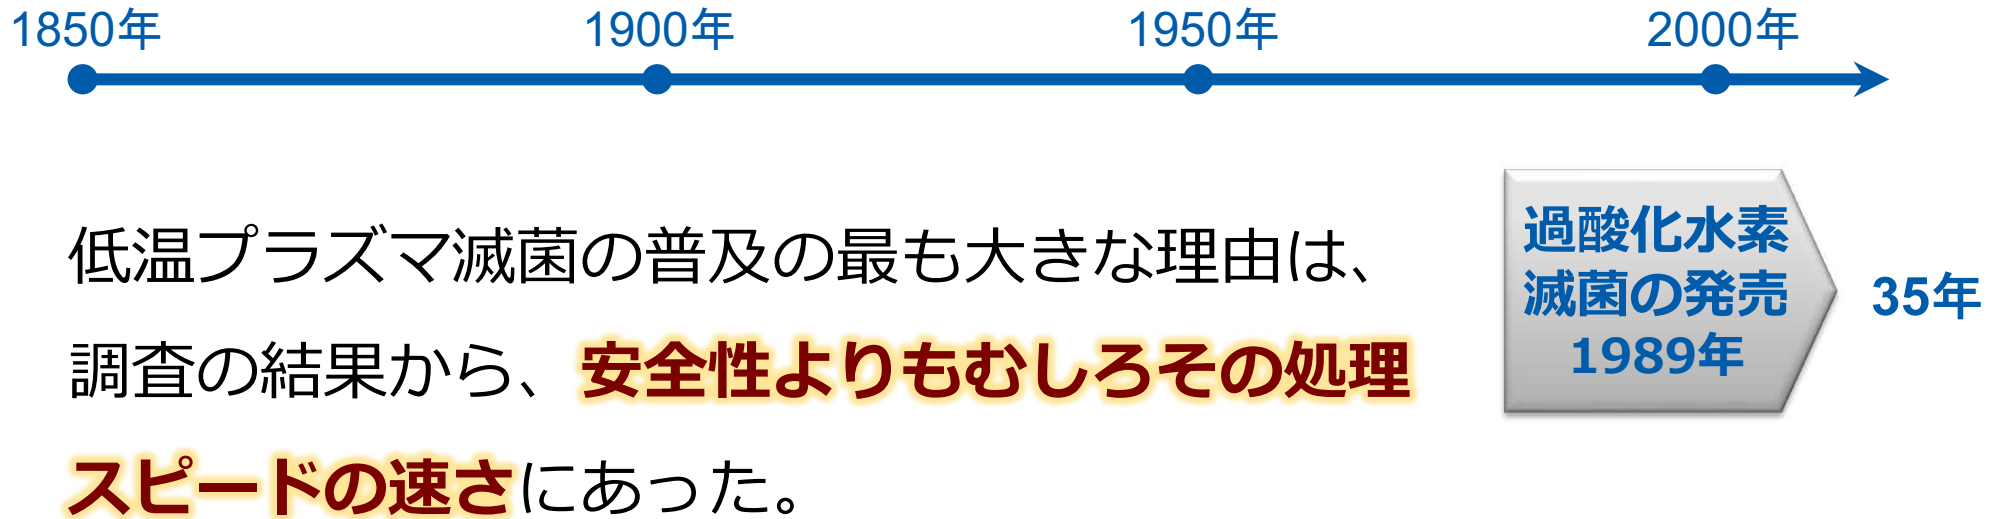 1850年 1900年 1950年 2000年
低温プラズマ滅菌の普及の最も大きな理由は、
調査の結果から、安全性よりもむしろその処理
スピードの速さにあった。
過酸化水素
滅菌の発売
1989年
35年